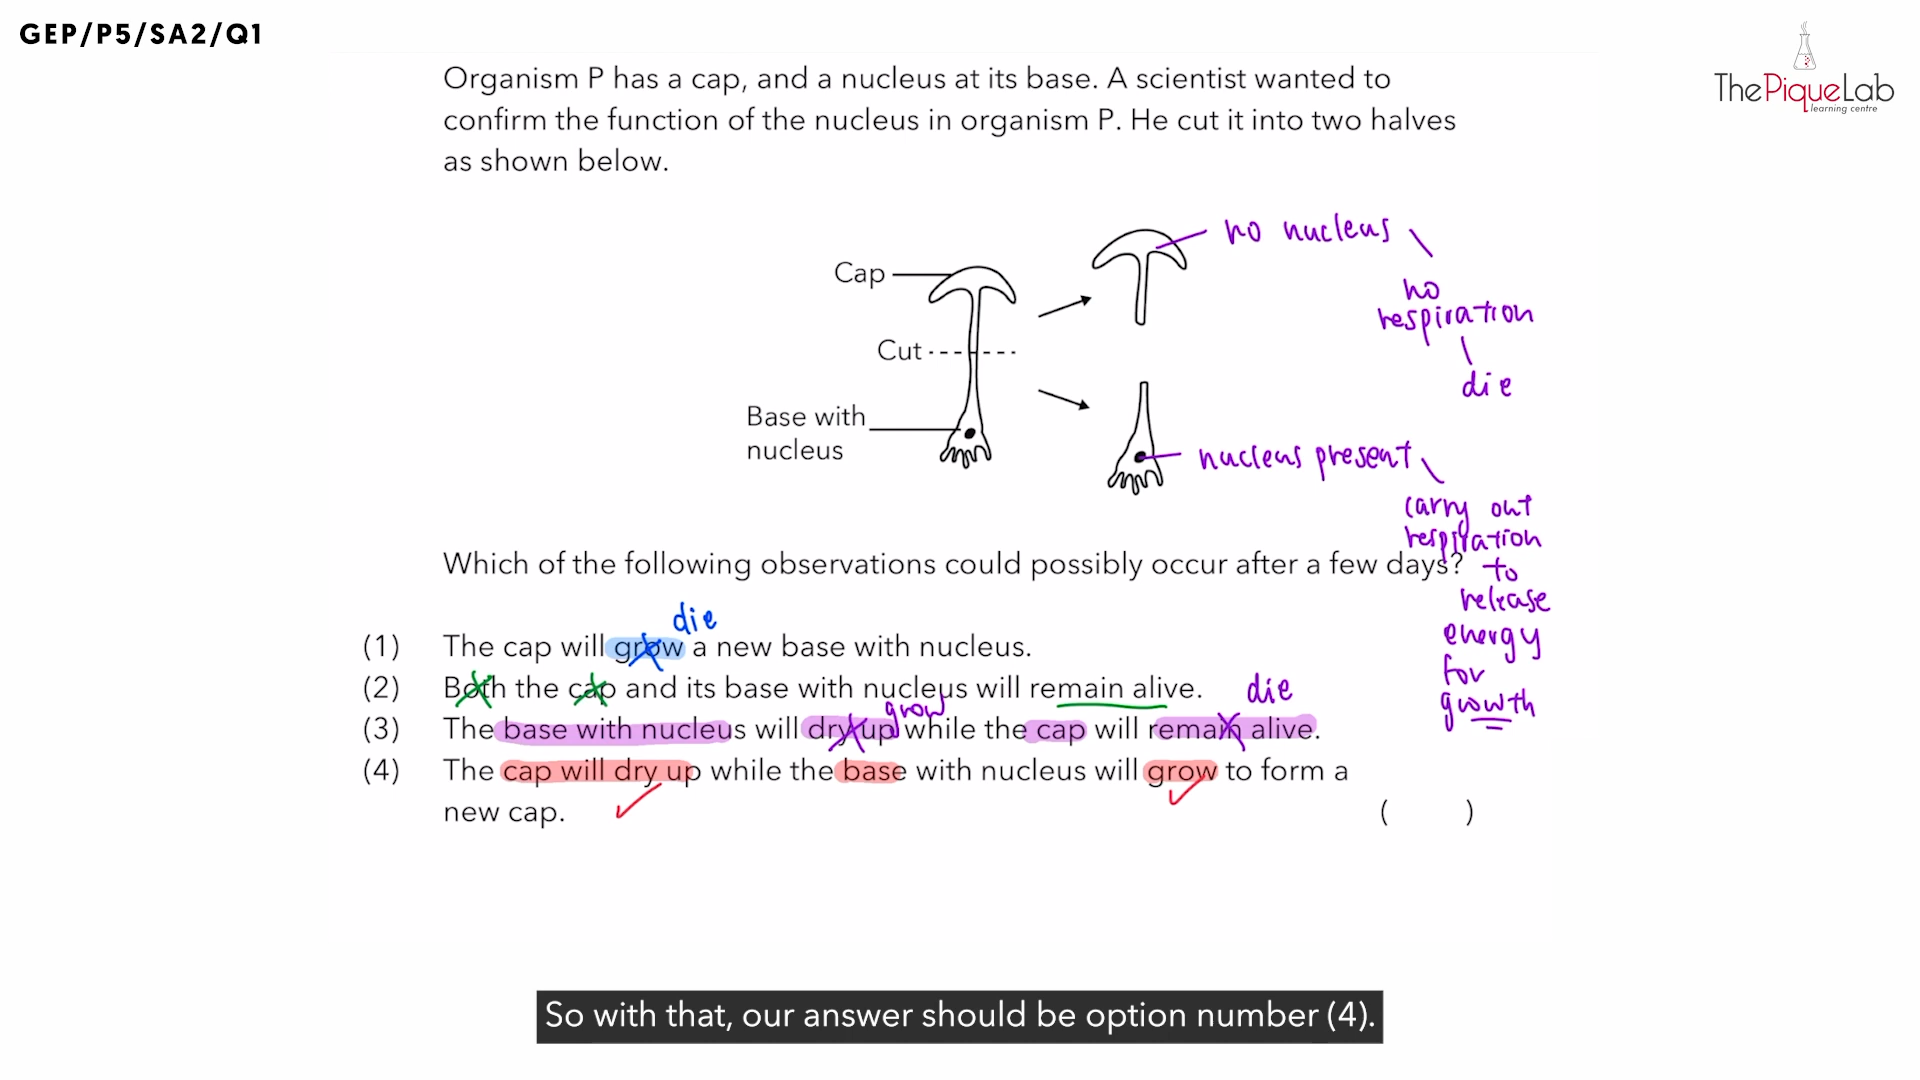 GEP/P5/SA2/Q1
ThePiqueLab
learning centre
Organism P has a cap, and a nucleus at its base. A scientist wanted to
confirm the function of the nucleus in organism P. He cut it into two halves
as shown below.
no nucleus
Cap
no
respiration
Cut
die
Base with
nucleus
nucleus present
carry out
respiration
Which of the following observations could possibly occur after a few days?
to
release
energy
for
growth
die
(1) The cap will grow a new base with nucleus.
(2) Both the cap and its base with nucleus will remain alive.
die
grow
(3) The base with nucleus will dry up while the cap will remain alive.
(4) The cap will dry up while the base with nucleus will grow to form a
new cap. ( )
So with that, our answer should be option number (4).